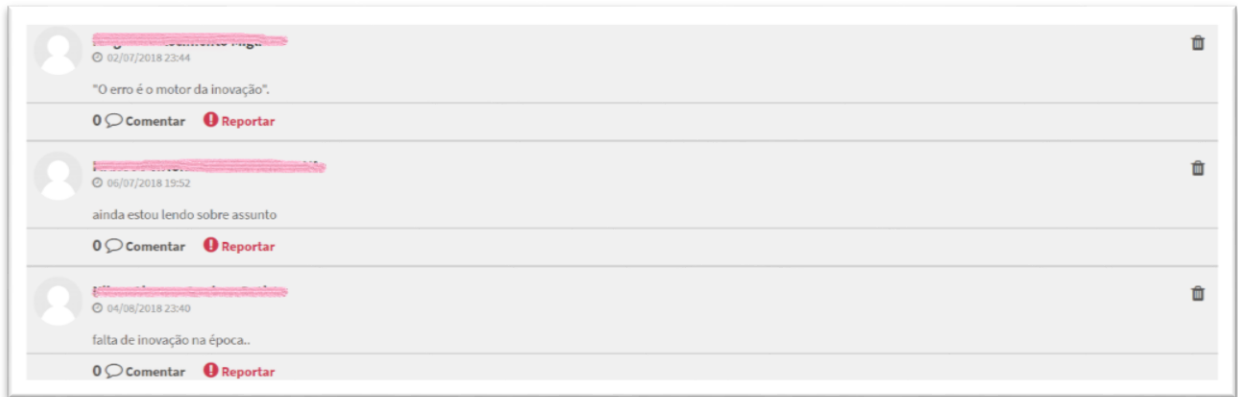 02/07/2018 23:44
"O erro é o motor da inovação".
0 Comentar Reportar
06/07/2018 19:52
ainda estou lendo sobre assunto
0 Comentar Reportar
04/08/2018 23:40
falta de inovação na época..
0 Comentar Reportar